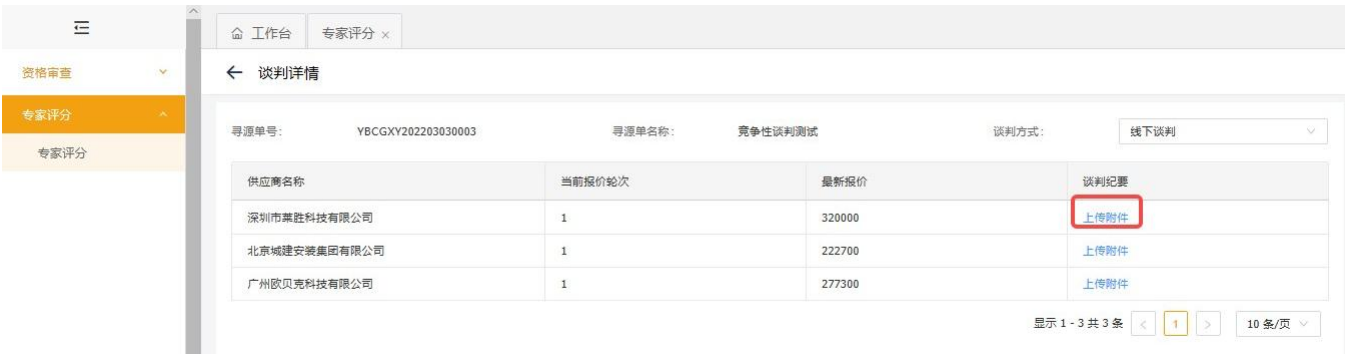 工作台 专家评分 ×
资格审查
谈判详情
专家评分
专家评分
寻源单号: YBCGXY202203030003 寻源单名称: 竞争性谈判测试 谈判方式: 线下谈判
供应商名称 当前报价轮次 最新报价 谈判纪要
深圳市莱胜科技有限公司 1 320000 上传附件
北京城建安装集团有限公司 1 222700 上传附件
广州欧贝克科技有限公司 1 277300 上传附件
显示 1 - 3 共 3 条 < 1 > 10 条/页